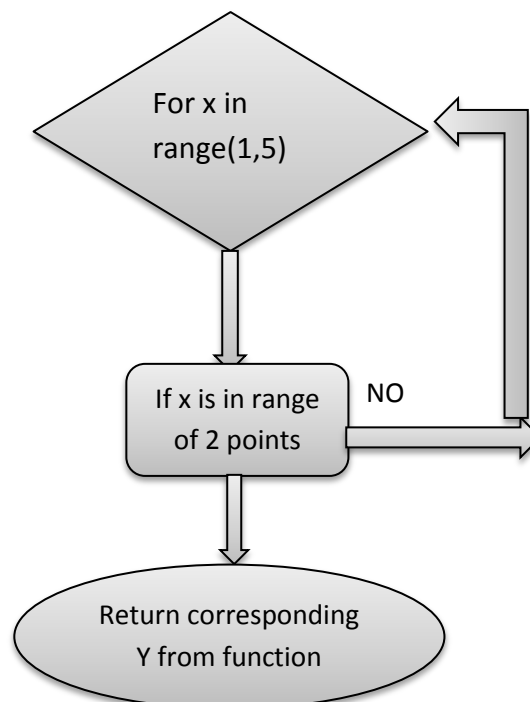 For x in
range(1,5)
If x is in range
of 2 points
NO
Return corresponding
Y from function